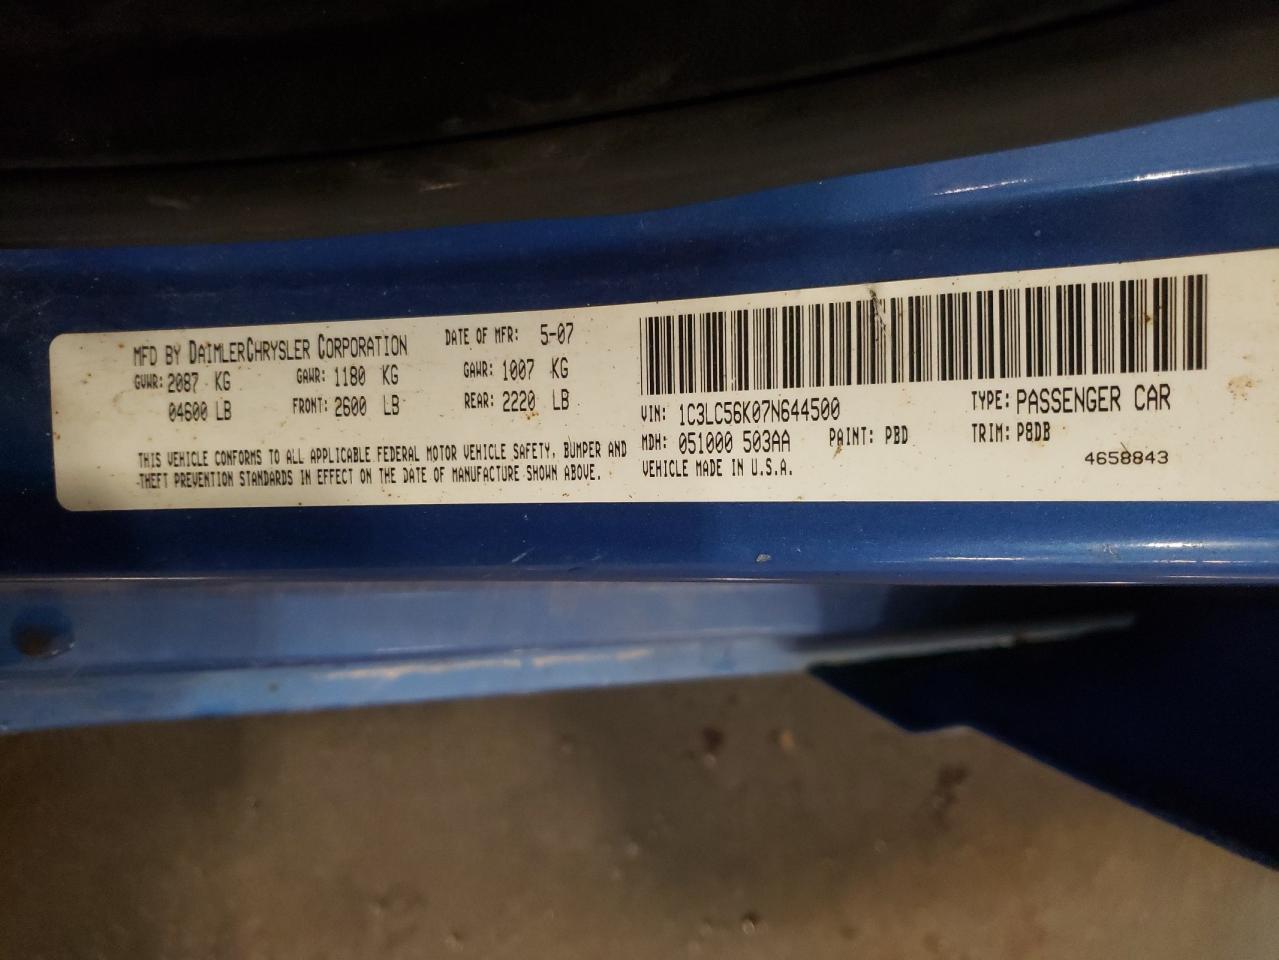 MFD BY DAIMLERCHRYSLER CORPORATION DATE OF MFR: 5-07
GVWR: 2087 KG GAWR: 1180 KG GAWR: 1007 KG
04600 LB FRONT: 2600 LB REAR: 2220 LB
THIS VEHICLE CONFORMS TO ALL APPLICABLE FEDERAL MOTOR VEHICLE SAFETY, BUMPER AND
THEFT PREVENTION STANDARDS IN EFFECT ON THE DATE OF MANUFACTURE SHOWN ABOVE.
VIN: 1C3LC56K07N644500 TYPE: PASSENGER CAR
MDH: 051000 503AA PAINT: PBD TRIM: P8DB
VEHICLE MADE IN U.S.A. 4658843